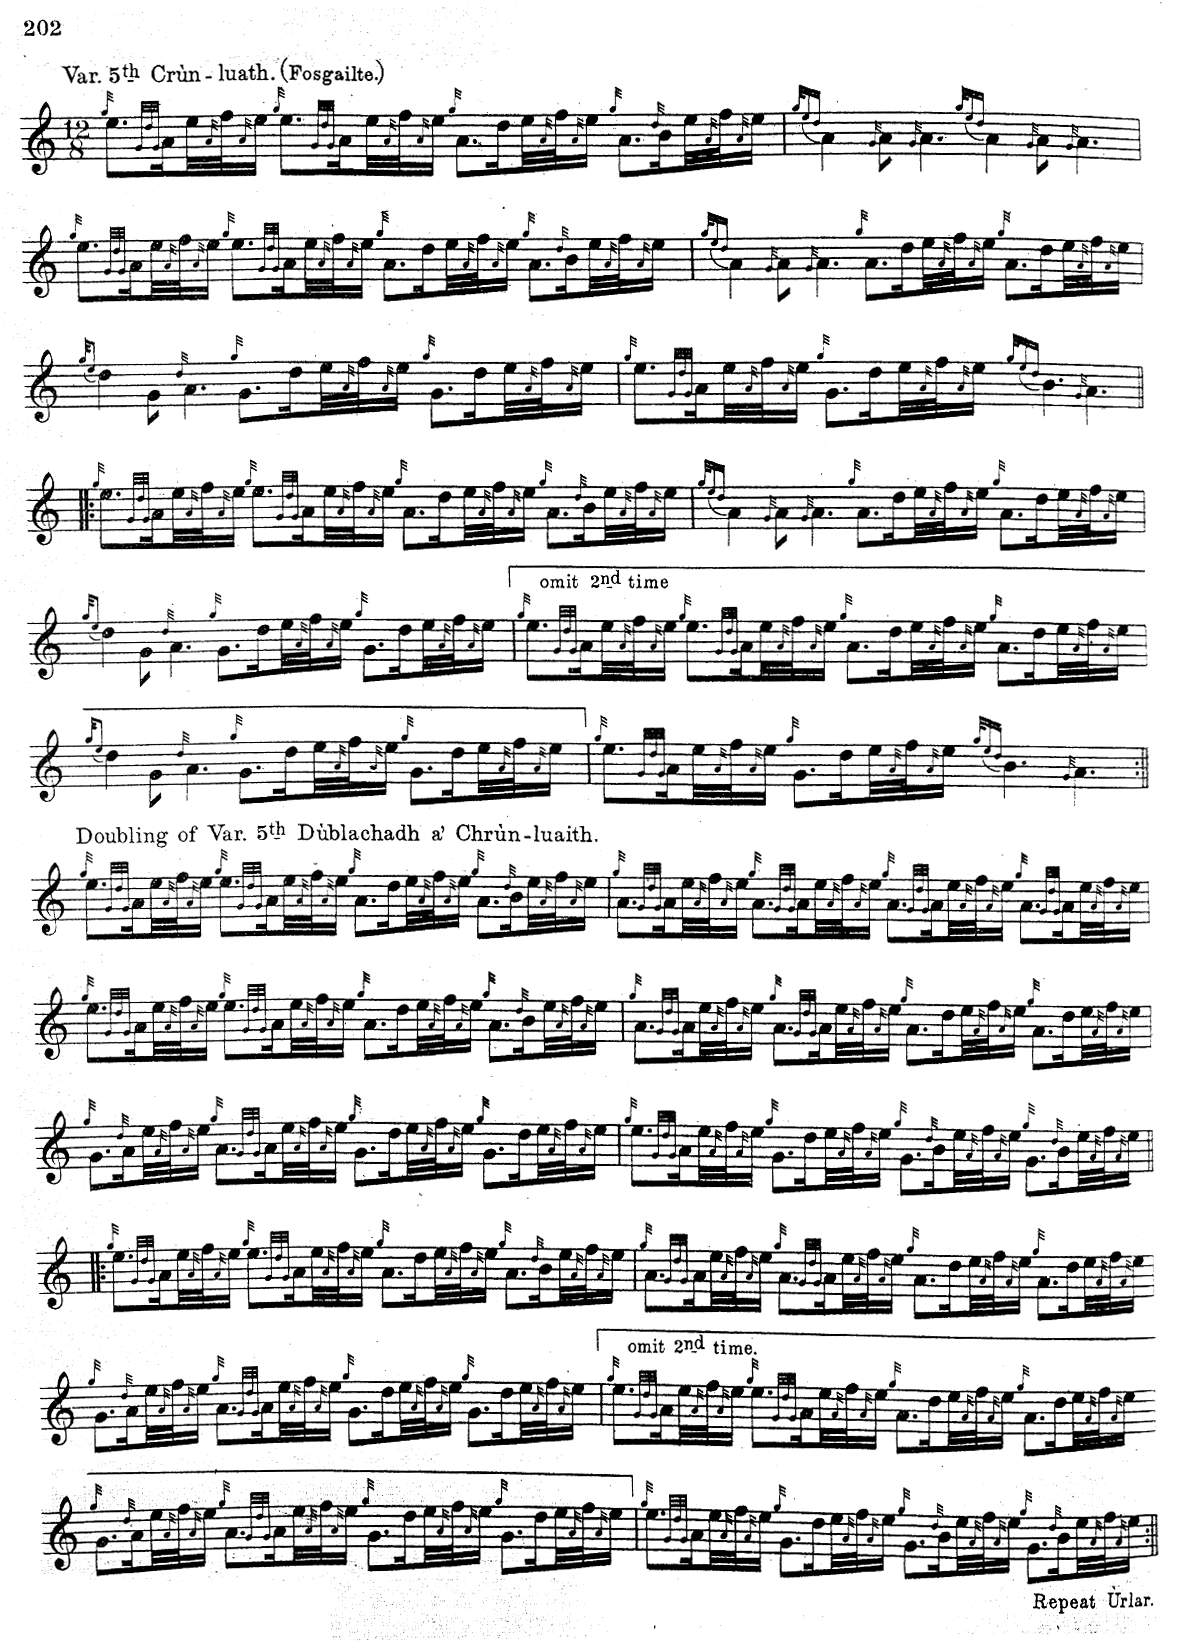 202
Var. 5th Crùn-luath. (Fosgailte.)
12
8
omit 2nd time
Doubling of Var. 5th Dùblachadh a' Chrùn-luaith.
omit 2nd time.
Repeat Ùrlar.